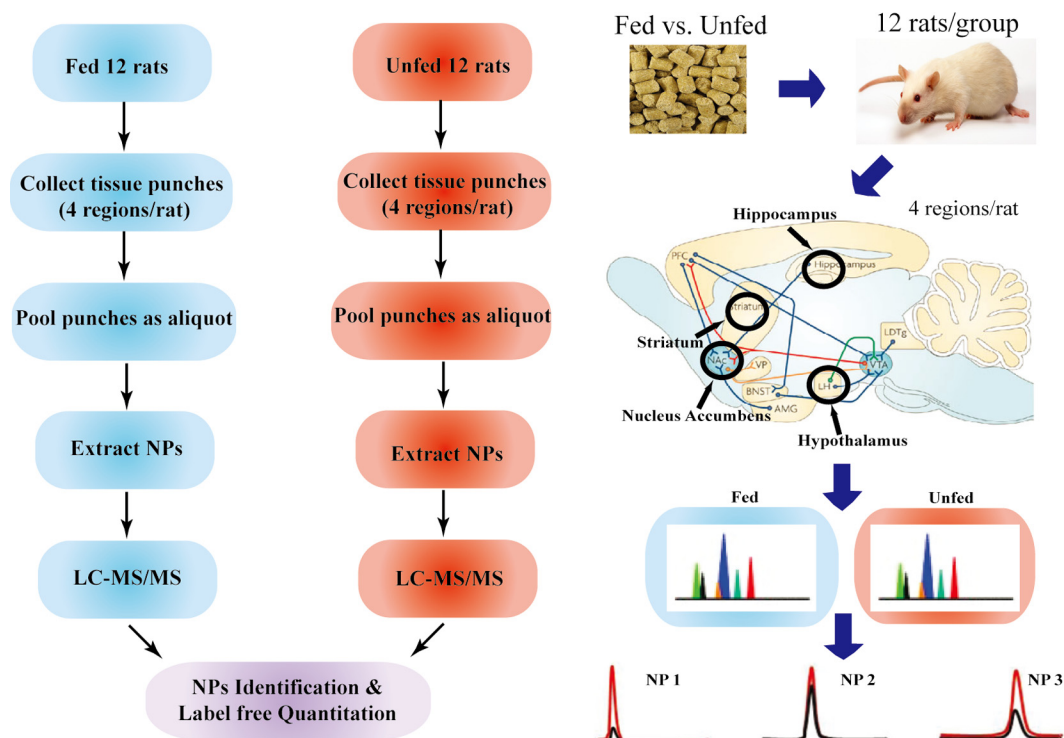 Fed 12 rats
Collect tissue punches
(4 regions/rat)
Pool punches as aliquot
Extract NPs
LC-MS/MS
Unfed 12 rats
Collect tissue punches
(4 regions/rat)
Pool punches as aliquot
Extract NPs
LC-MS/MS
NPs Identification &
Label free Quantitation
Fed vs. Unfed
12 rats/group
4 regions/rat
Hippocampus
PFC
Hippocampus
Striatum
Striatum
LDTg
NAc
VP
VTA
BNST
LH
Nucleus Accumbens
AMG
Hypothalamus
Fed
Unfed
NP 1
NP 2
NP 3